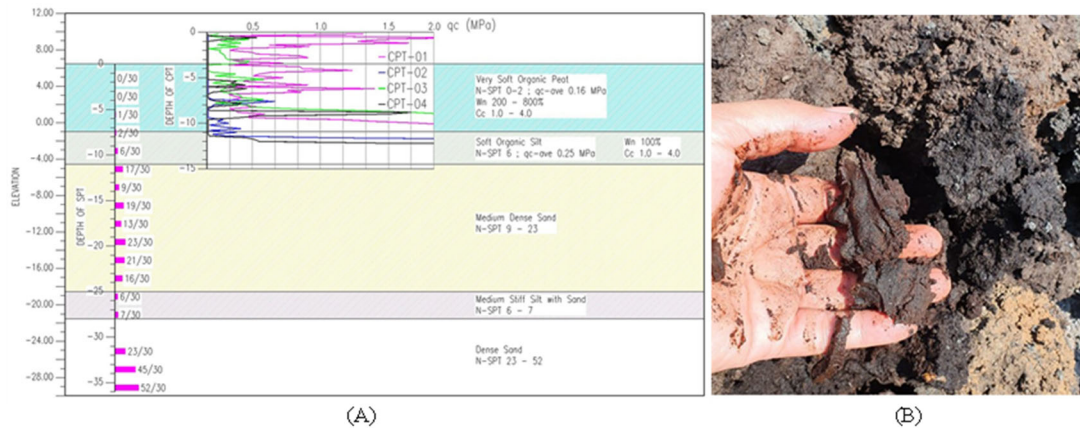 12.00
8.00
4.00
0.00
-4.00
-8.00
-12.00
-16.00
-20.00
-24.00
-28.00
ELEVATION
0
-5
-10
-15
-20
-25
-30
-35
DEPTH OF SPT
0/30
0/30
1/30
2/30
6/30
17/30
9/30
19/30
13/30
23/30
21/30
16/30
6/30
7/30
23/30
45/30
52/30
0.5 1.0 1.5 2.0 qc (MPa)
0
-5
-10
-15
DEPTH OF CPT
CPT-01
CPT-02
CPT-03
CPT-04
Very Soft Organic Peat
N-SPT 0-2 ; qc-ave 0.16 MPa
Wn 200 - 800%
Cc 1.0 - 4.0
Soft Organic Silt Wn 100%
N-SPT 6 ; qc-ave 0.25 MPa Cc 1.0 - 4.0
Medium Dense Sand
N-SPT 9 - 23
Medium Stiff Silt with Sand
N-SPT 6 - 7
Dense Sand
N-SPT 23 - 52
(A) (B)